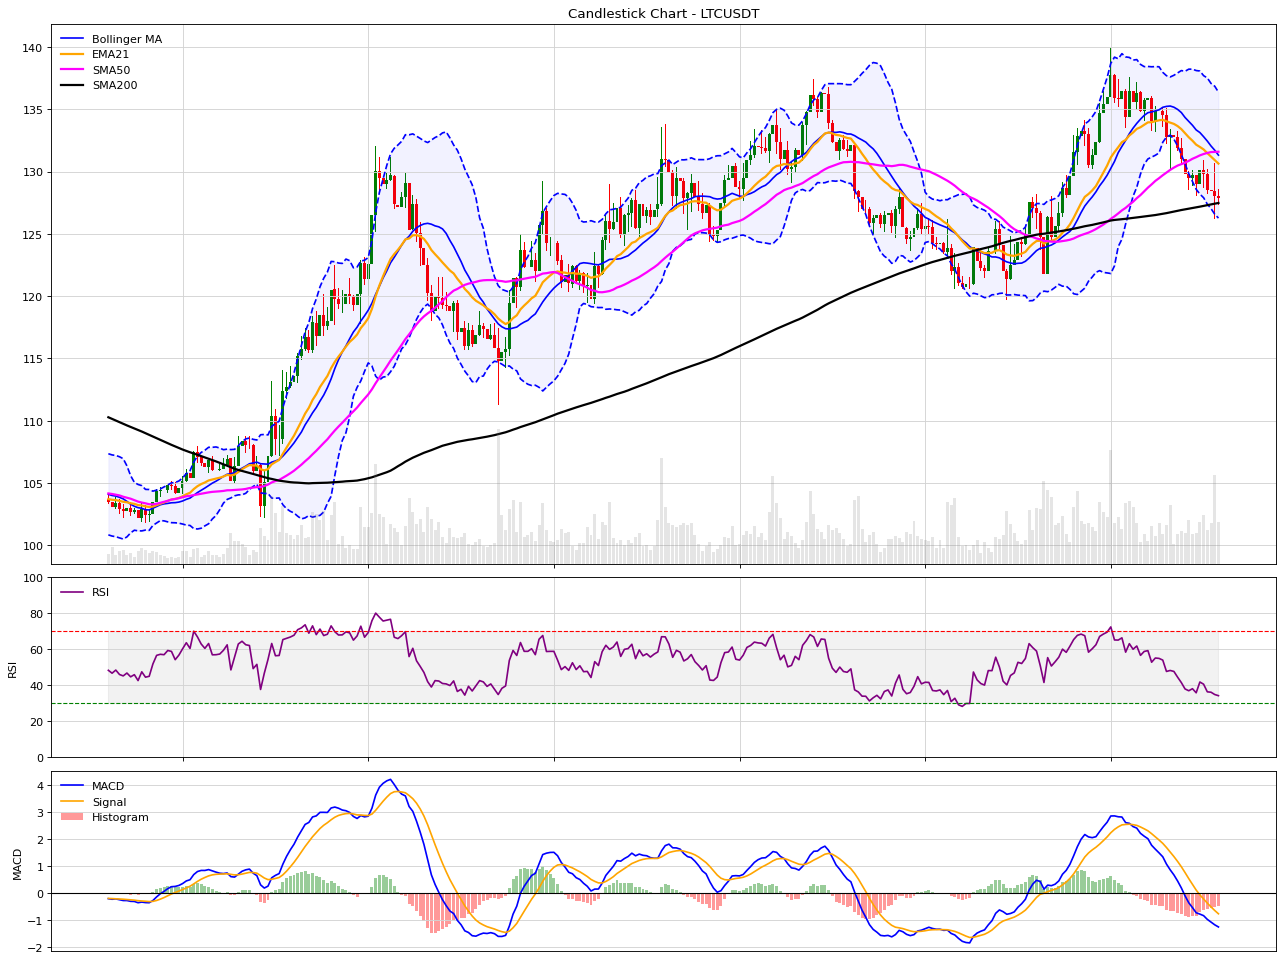 Candlestick Chart - LTCUSDT
Bollinger MA
EMA21
SMA50
SMA200
140
135
130
125
120
115
110
105
100
RSI
100
80
60
40
20
0
RSI
MACD
Signal
Histogram
4
3
2
1
0
−1
−2
MACD